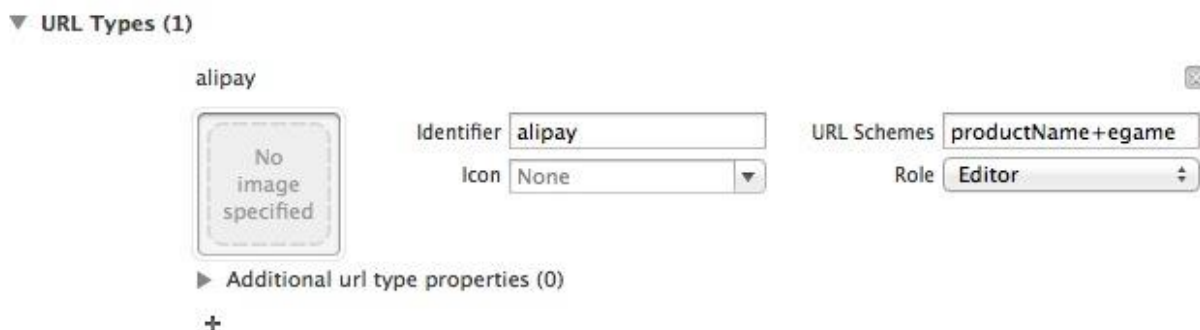 URL Types (1)
alipay
No image specified
Identifier alipay
URL Schemes productName+egame
Icon None
Role Editor
Additional url type properties (0)
+